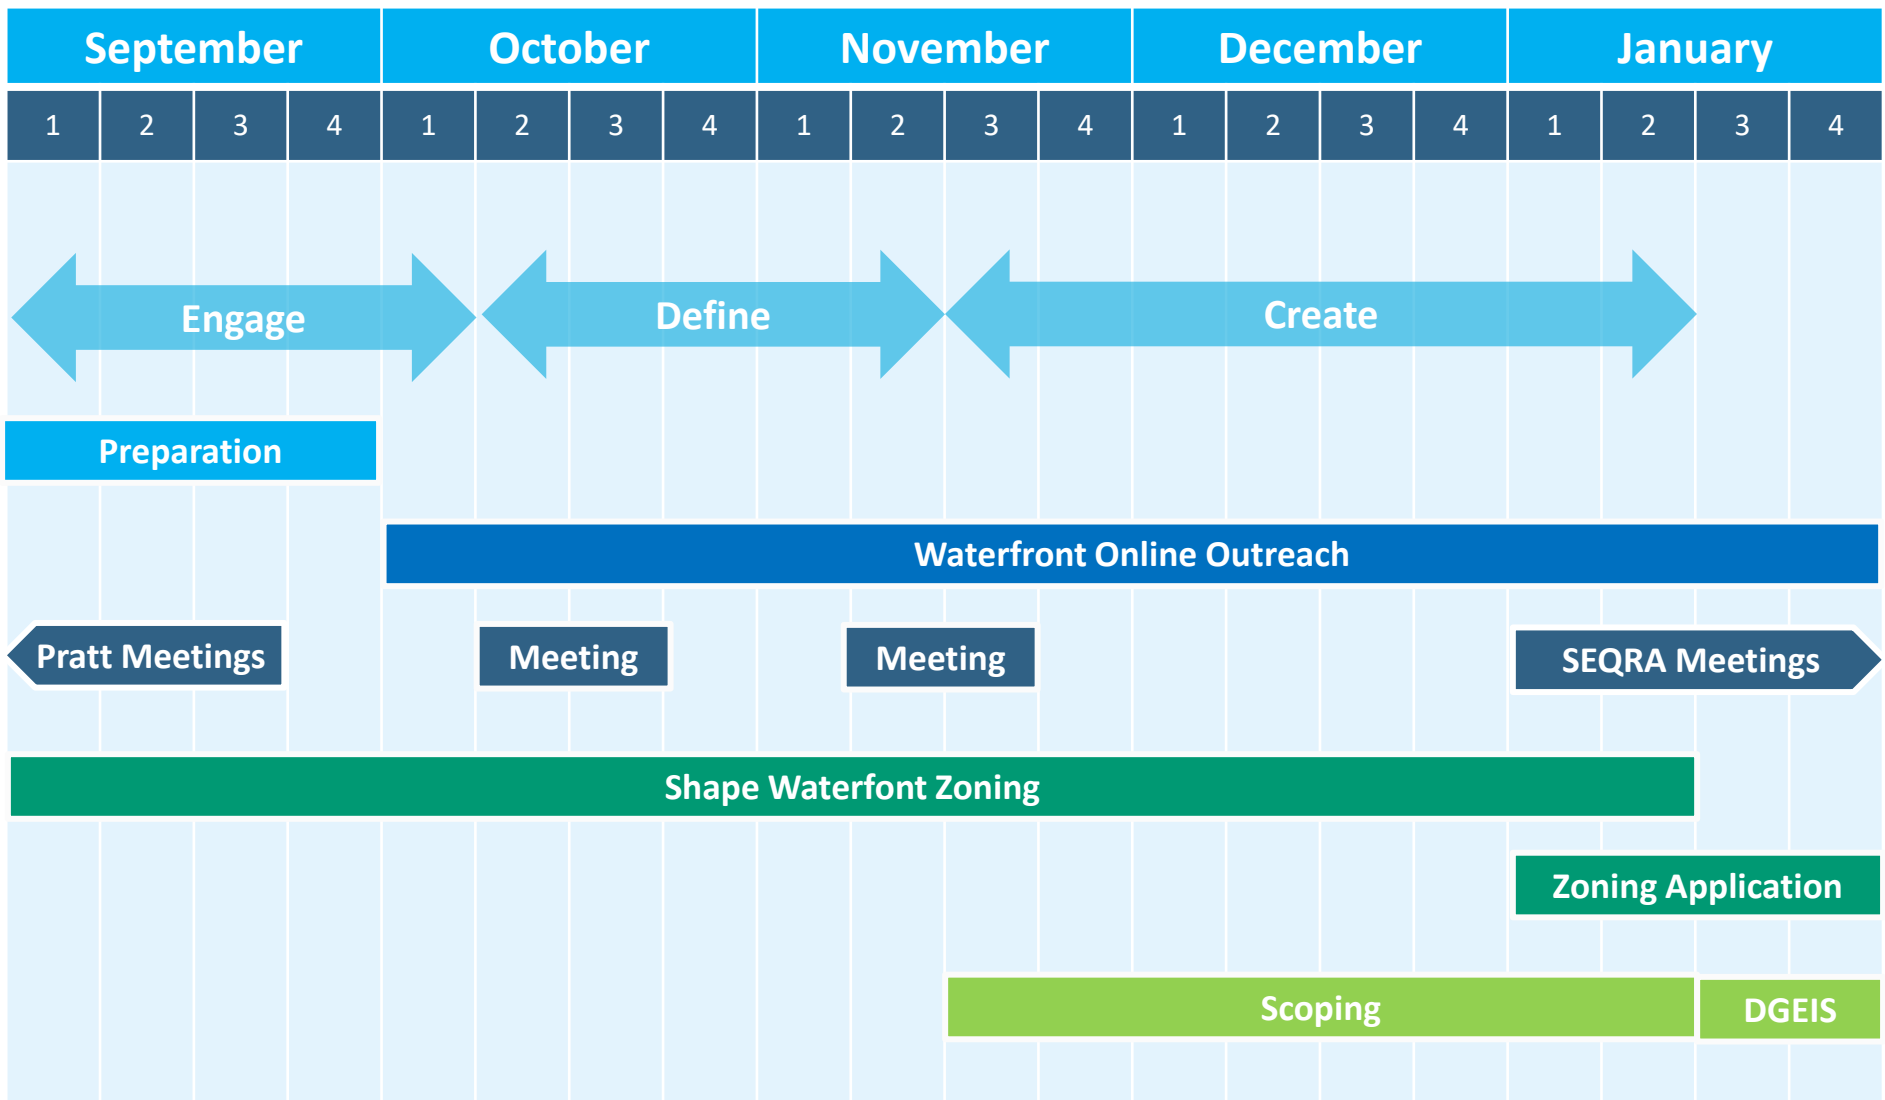 September October November December January
1 2 3 4 1 2 3 4 1 2 3 4 1 2 3 4 1 2 3 4
Engage Define Create
Preparation
Waterfront Online Outreach
Pratt Meetings Meeting Meeting SEQRA Meetings
Shape Waterfont Zoning
Zoning Application
Scoping DGEIS